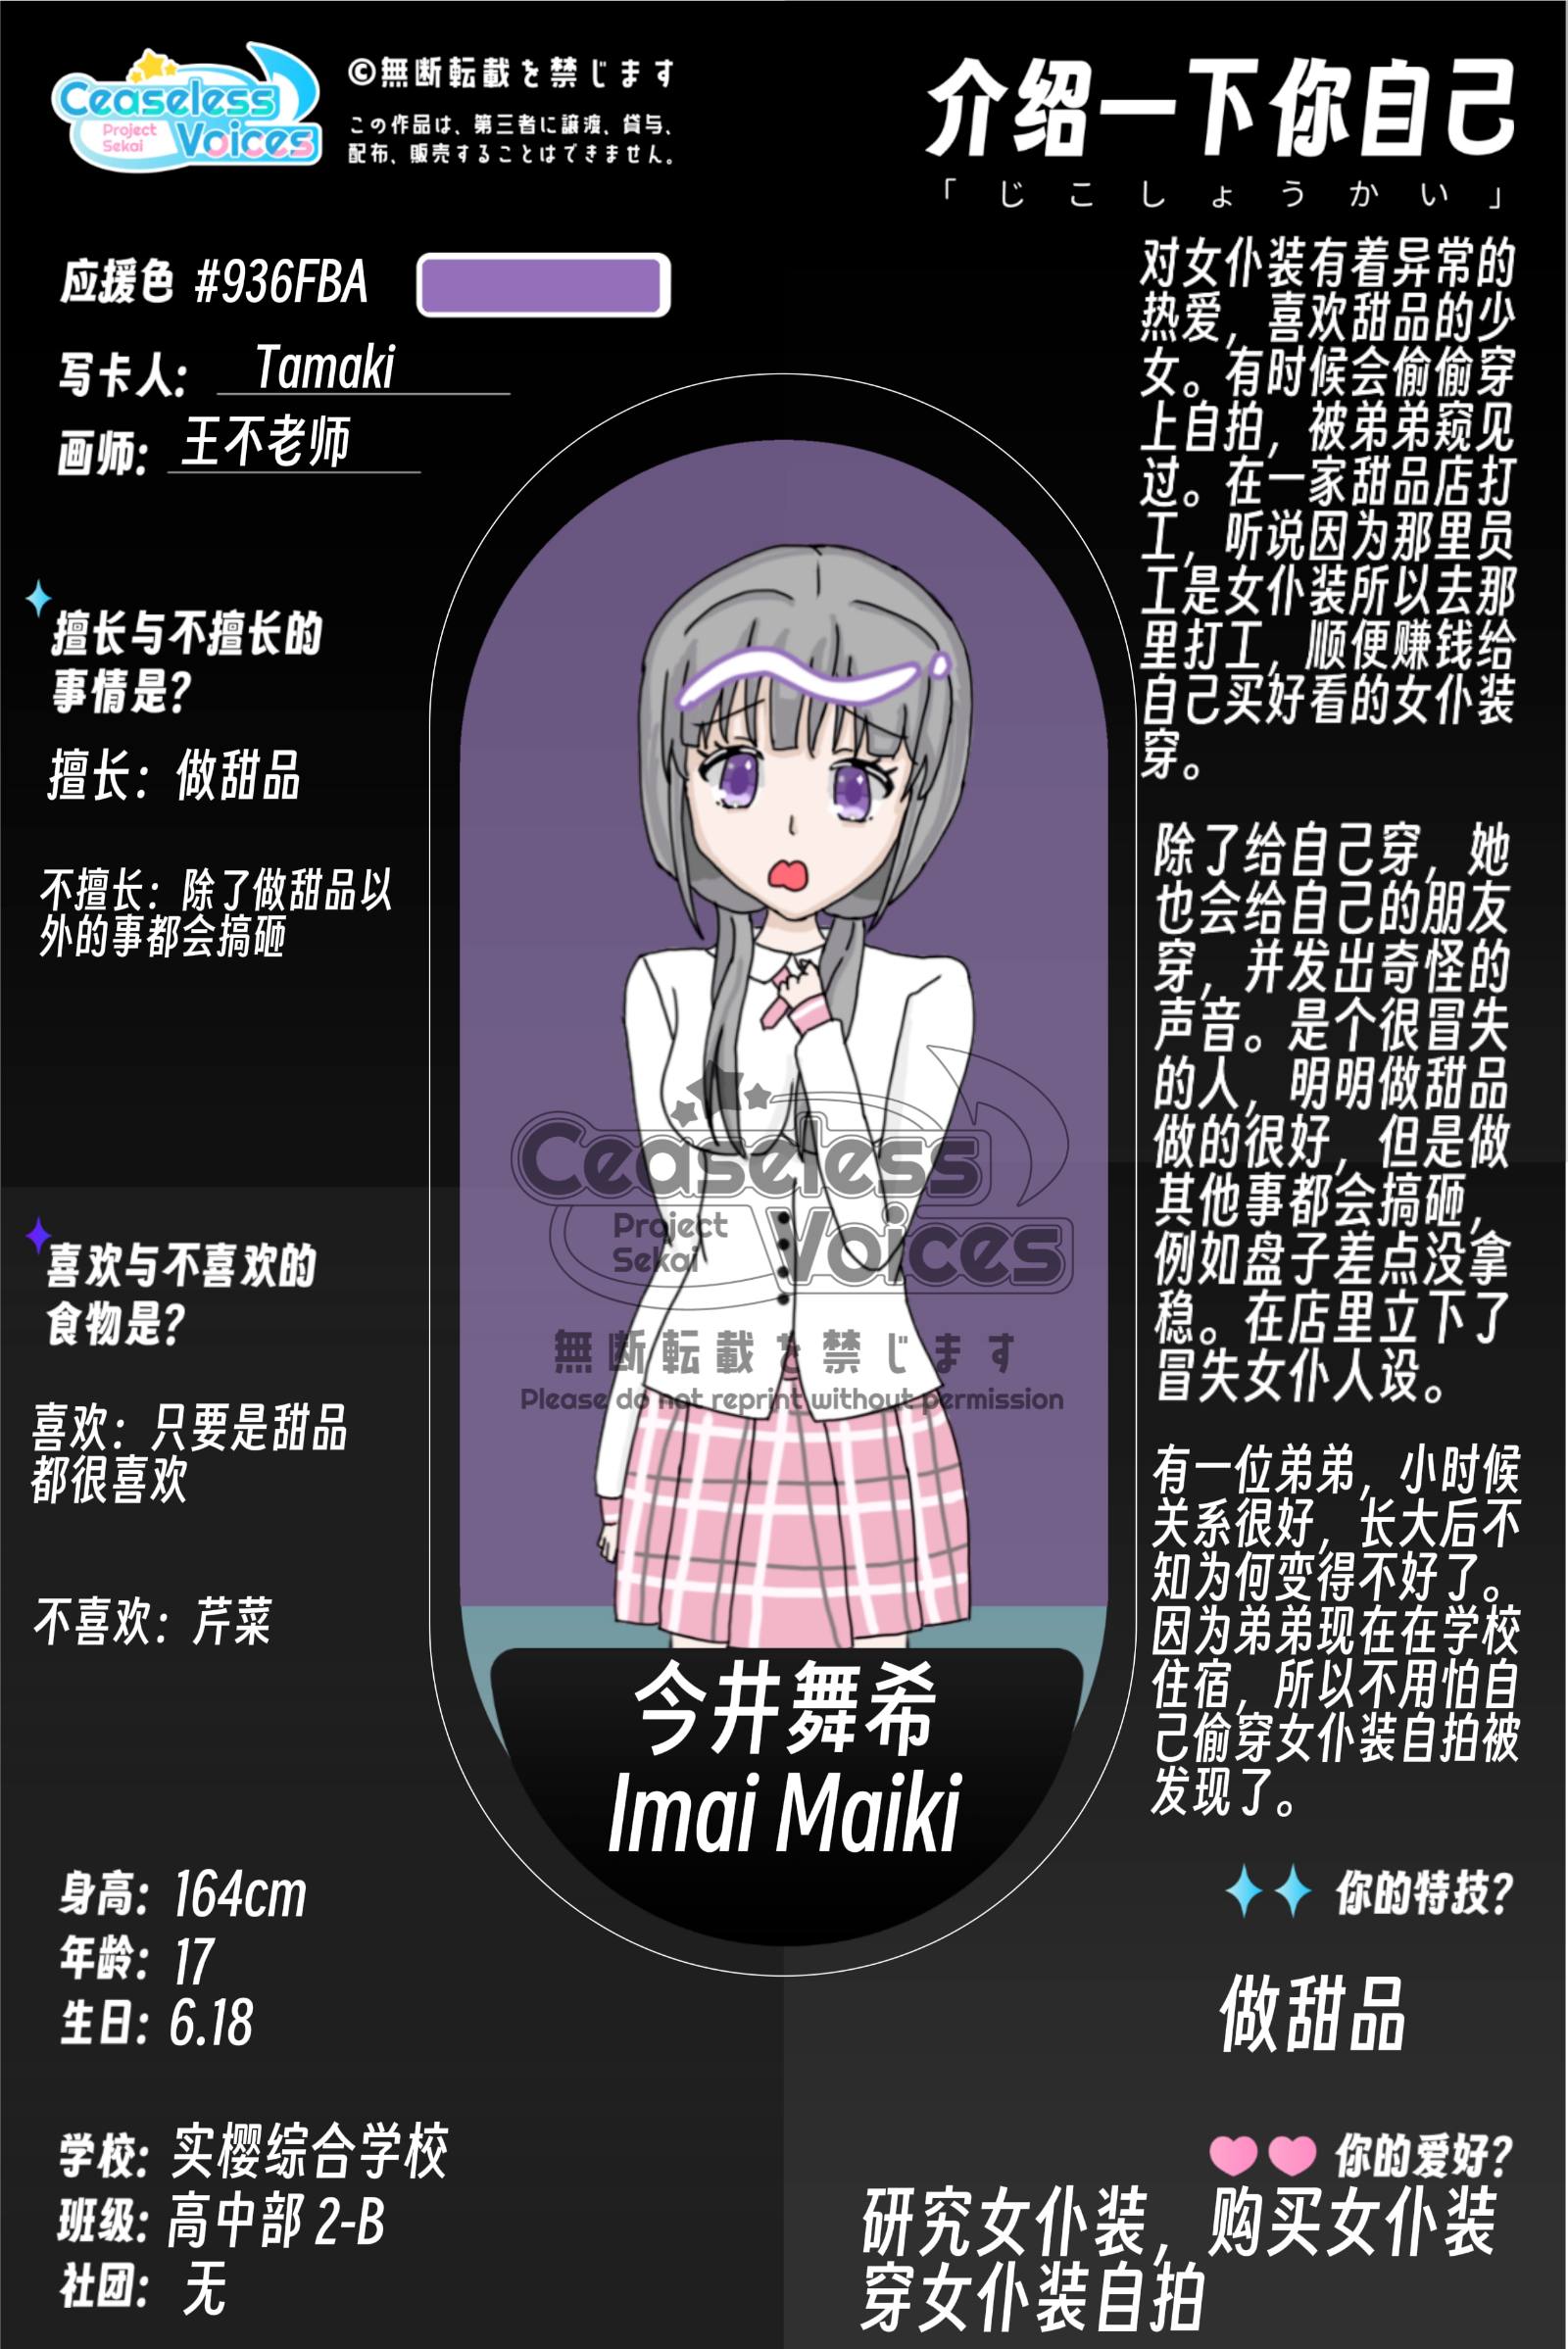 Ceaseless
Project
Sekai
Voices
©無断転載を禁じます
この作品は、第三者に譲渡、貸与、
配布、販売することはできません。
介绍一下你自己
「じこしょうかい」
应援色 #936FBA
写卡人: Tamaki
画师: 王不老师
擅长与不擅长的
事情是?
擅长：做甜品
不擅长：除了做甜品以
外的事都会搞砸
喜欢与不喜欢的
食物是?
喜欢：只要是甜品
都很喜欢
不喜欢：芹菜
身高: 164cm
年龄: 17
生日: 6.18
学校: 实樱综合学校
班级: 高中部 2-B
社团: 无
Ceaseless
Project
Sekai
Voices
無断転載を禁じます
Please do not reprint without permission
今井舞希
Imai Maiki
对女仆装有着异常的
热爱，喜欢甜品的少
女。有时候会偷偷穿
上自拍，被弟弟窥见
过。在一家甜品店打
工，听说因为那里员
工是女仆装所以去那
里打工，顺便赚钱给
自己买好看的女仆装
穿。
除了给自己穿，她
也会给自己的朋友
穿，并发出奇怪的
声音。是个很冒失
的人，明明做甜品
做的很好，但是做
其他事都会搞砸，
例如盘子差点没拿
稳。在店里立下了
冒失女仆人设。
有一位弟弟，小时候
关系很好，长大后不
知为何变得不好了。
因为弟弟现在在学校
住宿，所以不用怕自
己偷穿女仆装自拍被
发现了。
你的特技?
做甜品
你的爱好?
研究女仆装，购买女仆装
穿女仆装自拍